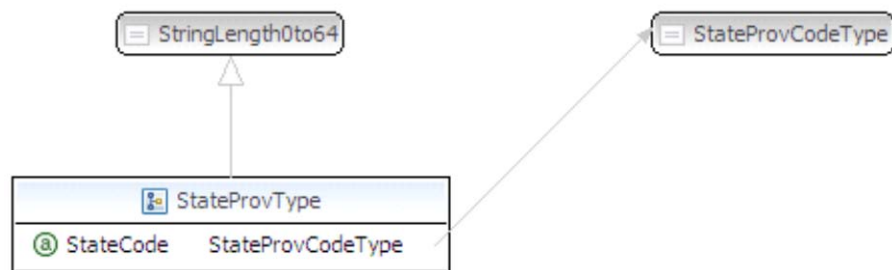 StringLength0to64
StateProvCodeType
StateProvType
a StateCode StateProvCodeType